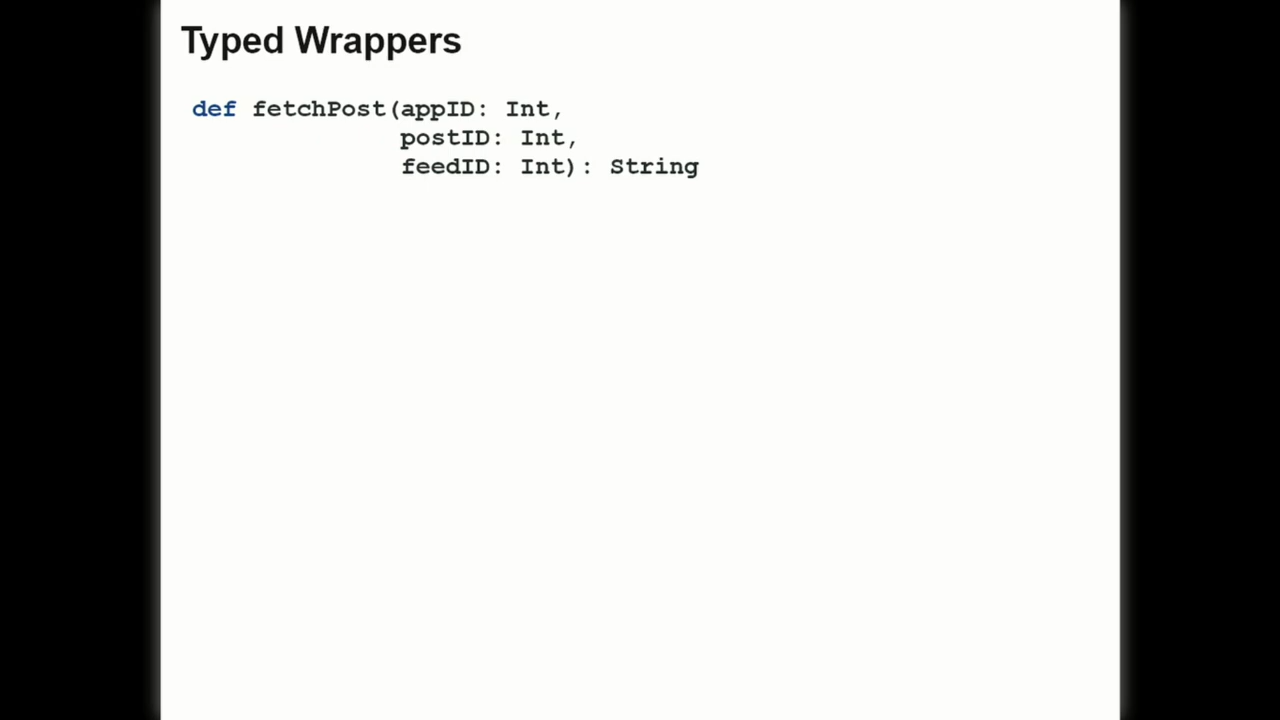 Typed Wrappers
def fetchPost(appID: Int,
postID: Int,
feedID: Int): String